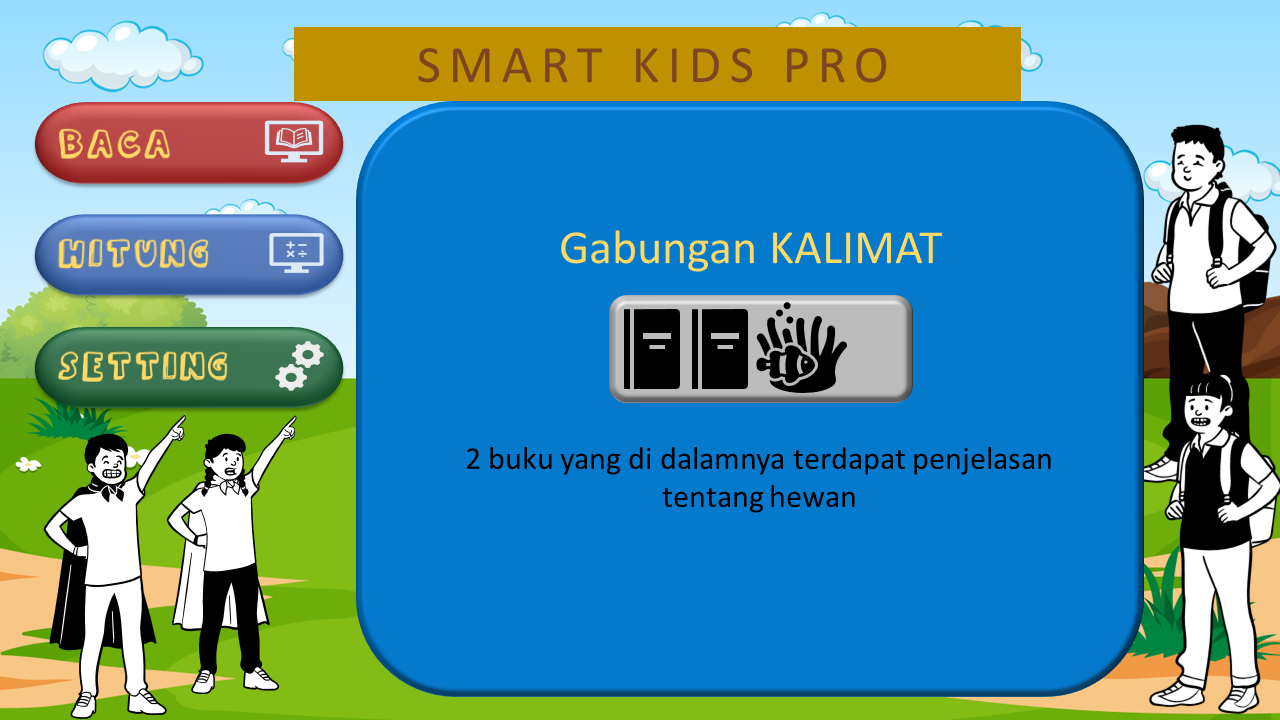 SMART KIDS PRO
BACA
HITUNG
SETTING
Gabungan KALIMAT
2 buku yang di dalamnya terdapat penjelasan
tentang hewan